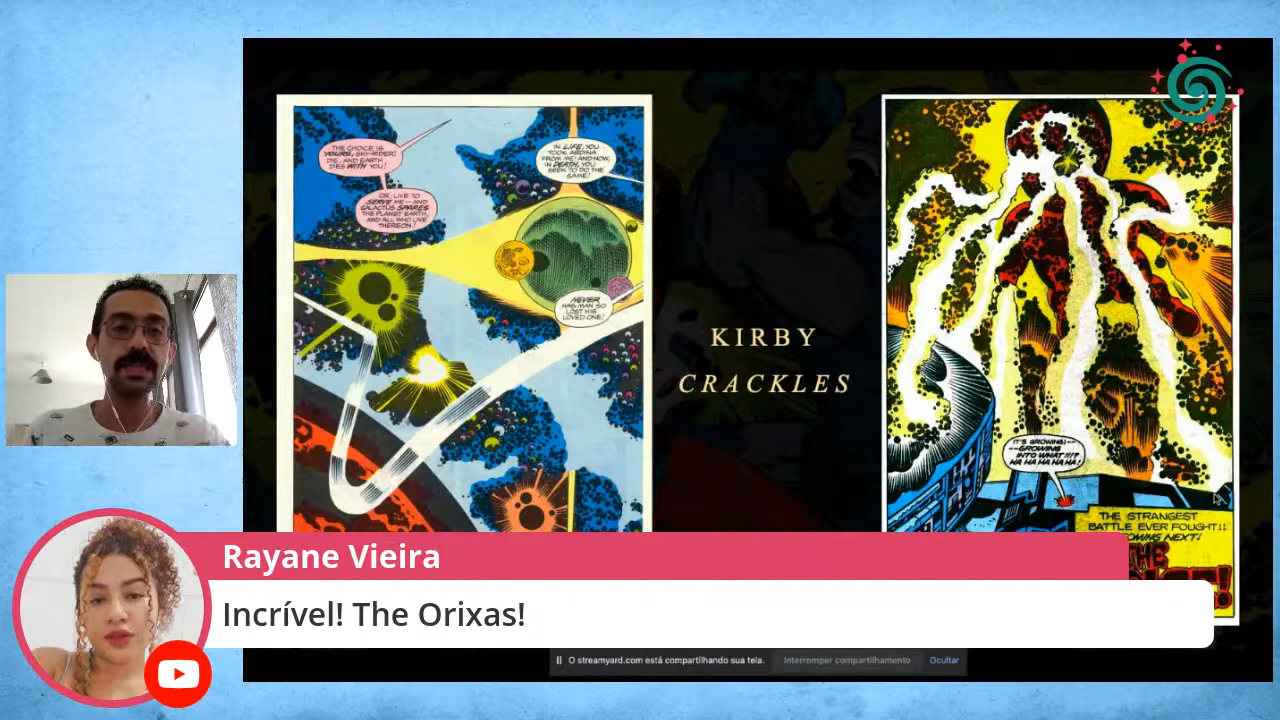 THE CHOICE IS
YOURS, SKY-RIDER!
DIE, AND EARTH
DIES WITH YOU!
OR, LIVE TO
SERVE ME -- AND
GALACTUS SPARES
THE PLANET EARTH,
AND ALL WHO LIVE
THEREON!
IN LIFE, YOU
TOOK ARDINA
FROM ME! AND NOW,
IN DEATH, YOU
SEEK TO DO THE
SAME!
NEVER
HAS MAN SO
LOST HIS
LOVED ONE!
KIRBY
CRACKLES
IT'S GROWING!--
--GROWING
INTO WHAT!!!?
HA HA HA HA HA!
THE STRANGEST
BATTLE EVER FOUGHT!!
COMING NEXT!
THE
Rayane Vieira
Incrível! The Orixas!
O streamyard.com está compartilhando sua tela.
Interromper compartilhamento
Ocultar